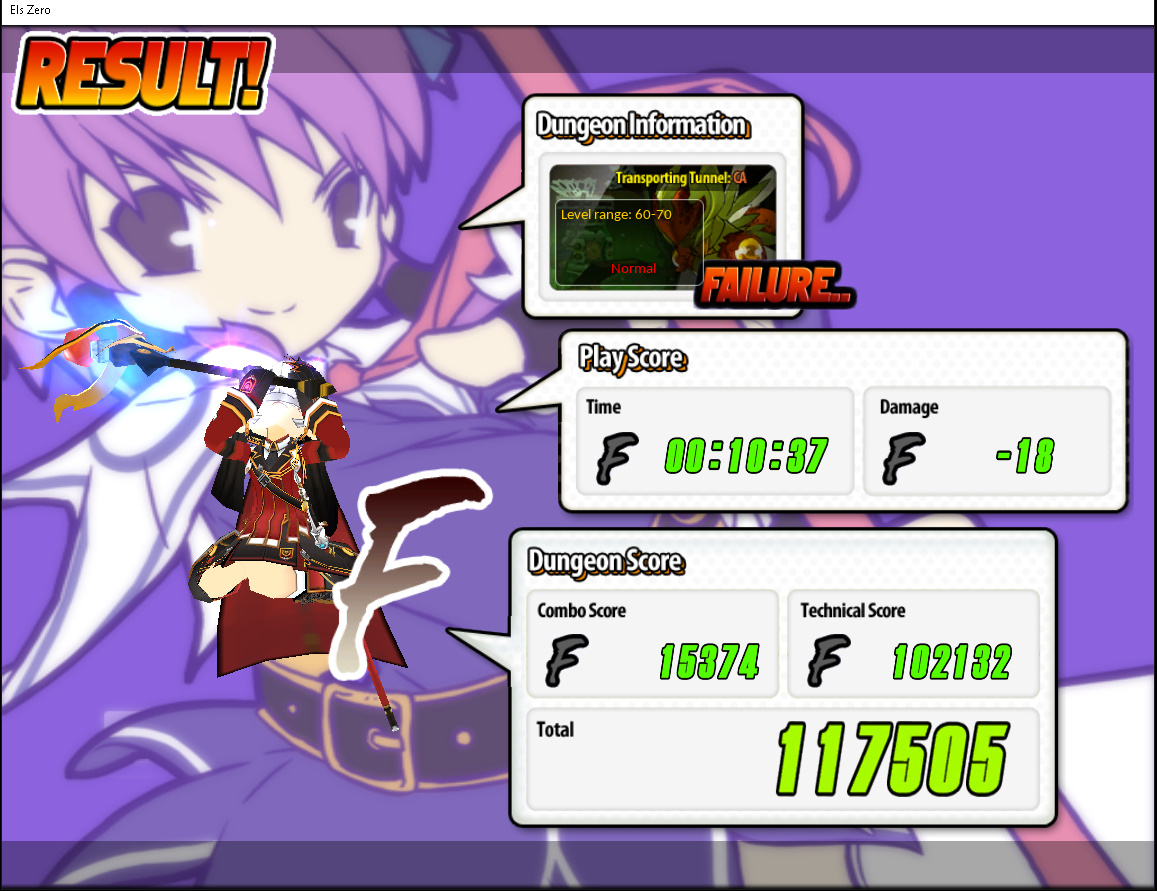 Els Zero
RESULT!
Dungeon Information
Transporting Tunnel: CA
Level range: 60-70
Normal
FAILURE..
Play Score
Time
Damage
F
00:10:37
F
-18
F
Dungeon Score
Combo Score
Technical Score
F
15374
F
102132
Total
117505